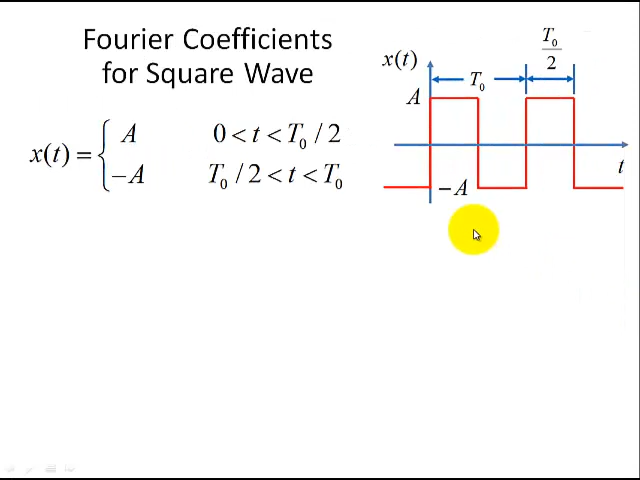 Fourier Coefficients
for Square Wave
x(t) = { A 0 < t < T₀ / 2
−A T₀ / 2 < t < T₀
x(t)
T₀
T₀
2
A
−A
t